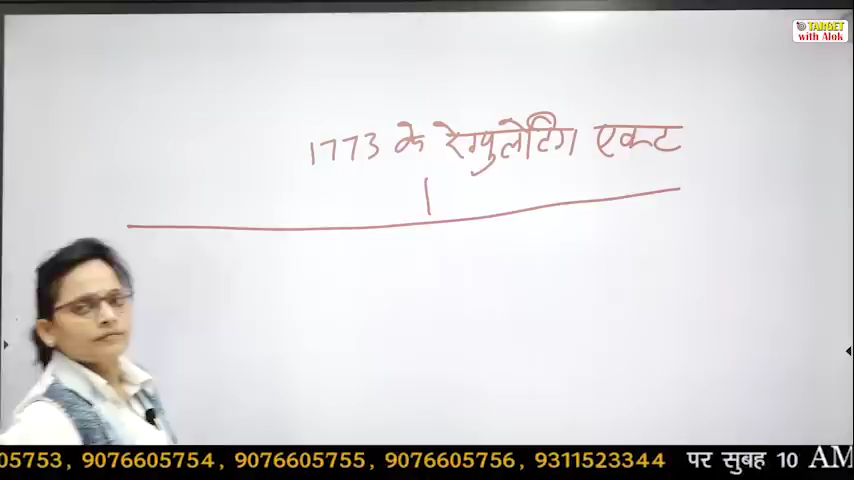 TARGET
with Alok
1773 के रेग्युलेटिंग एक्ट
05753, 9076605754, 9076605755, 9076605756, 9311523344 पर सुबह 10 AM